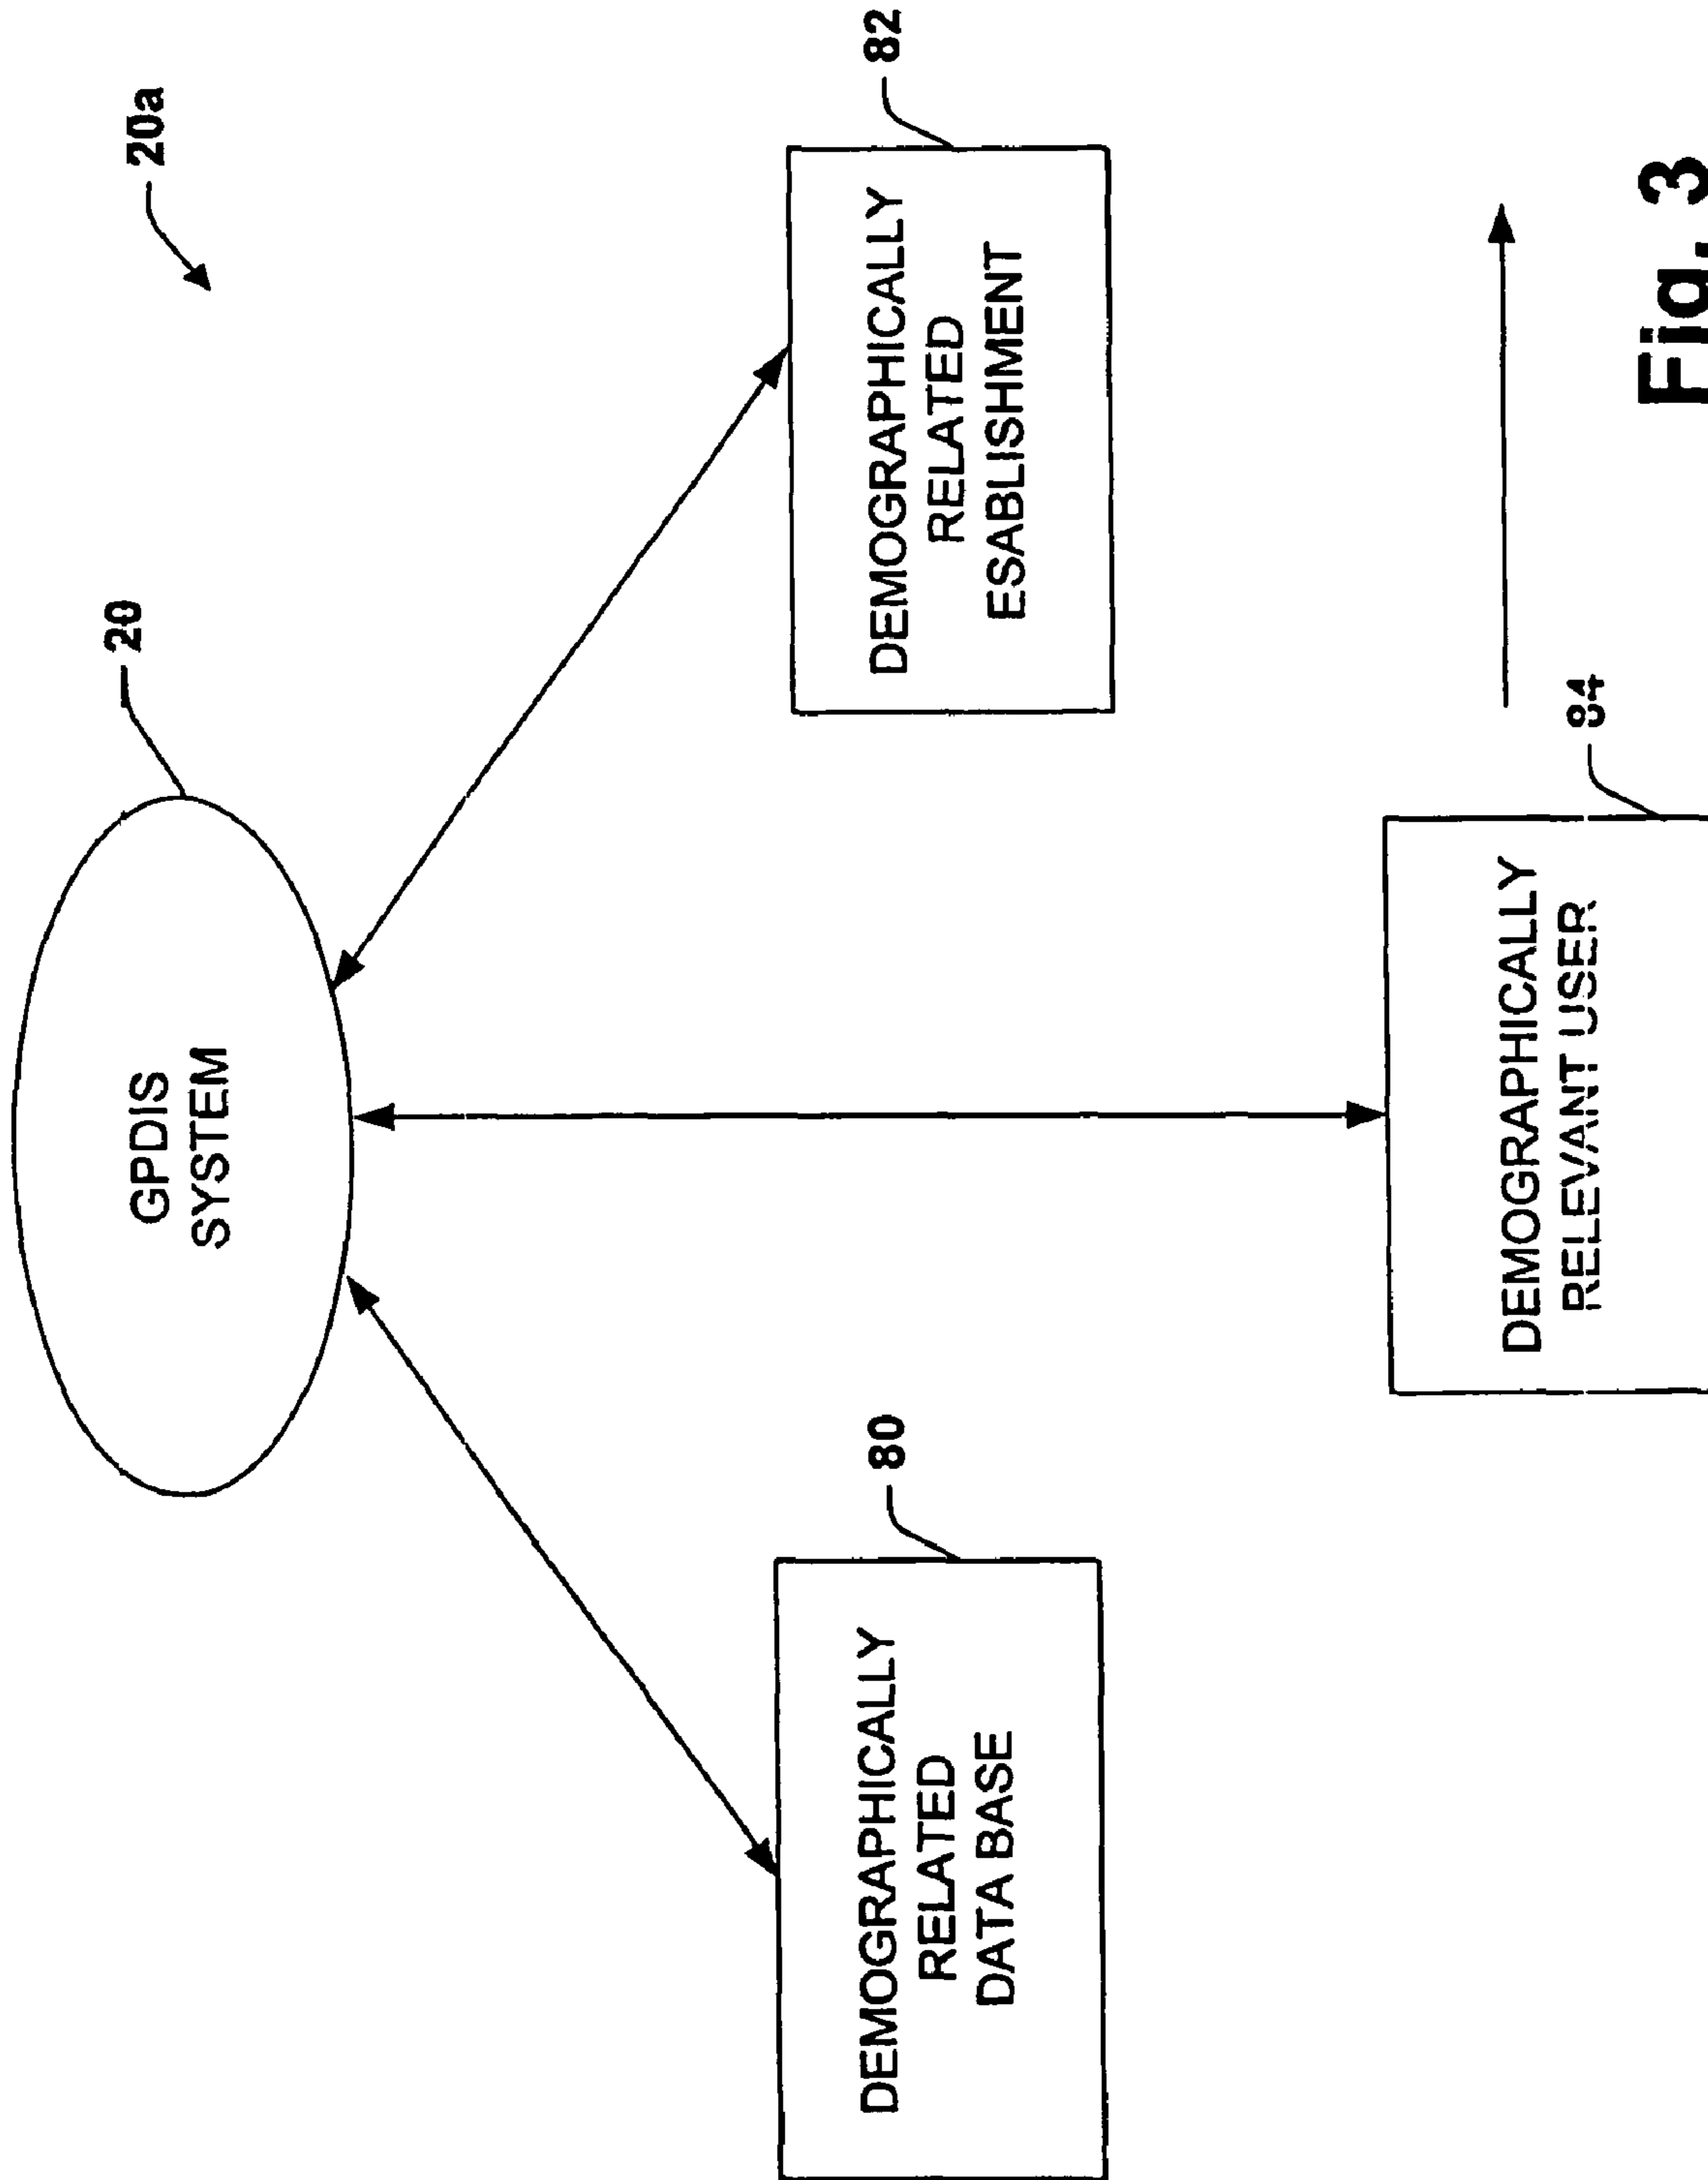 20a
20
GPDIS
SYSTEM
80
82
DEMOGRAPHICALLY
RELATED
DATA BASE
DEMOGRAPHICALLY
RELATED
ESABLISHMENT
84
DEMOGRAPHICALLY
RELEVANT USER
Fig. 3